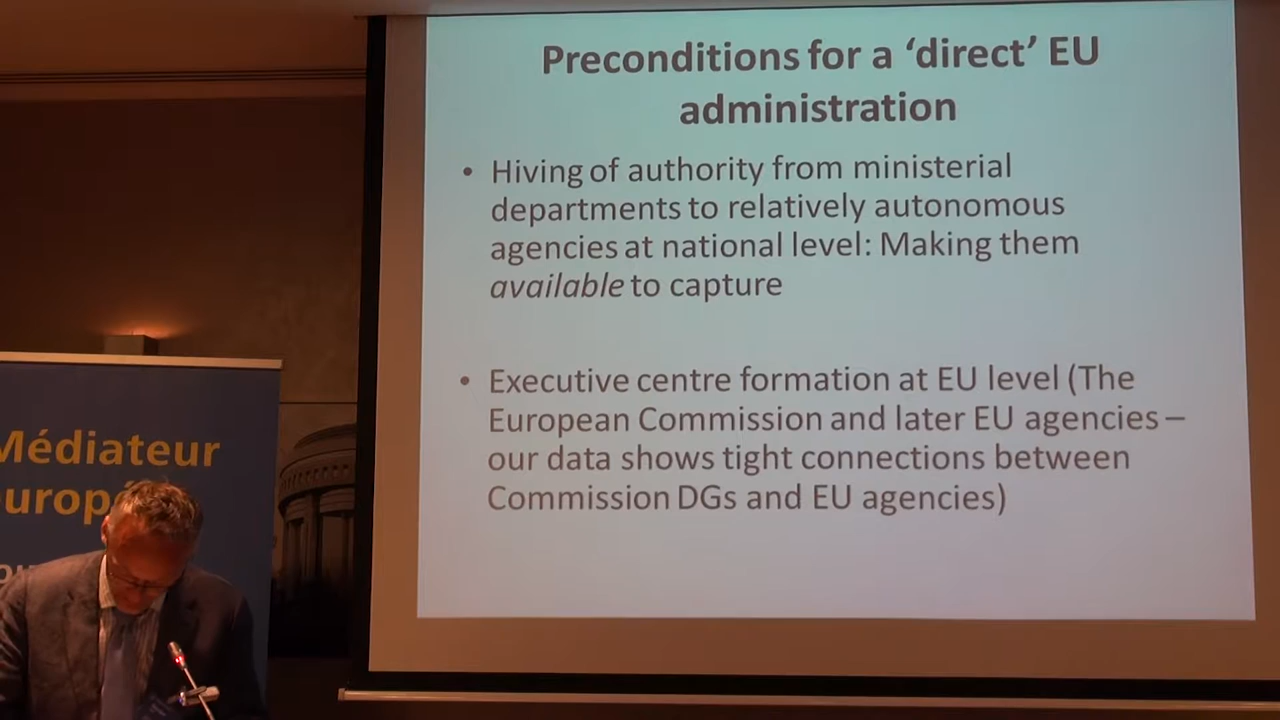 Preconditions for a ‘direct’ EU
administration
• Hiving of authority from ministerial
departments to relatively autonomous
agencies at national level: Making them
available to capture
• Executive centre formation at EU level (The
European Commission and later EU agencies –
our data shows tight connections between
Commission DGs and EU agencies)
Médiateur